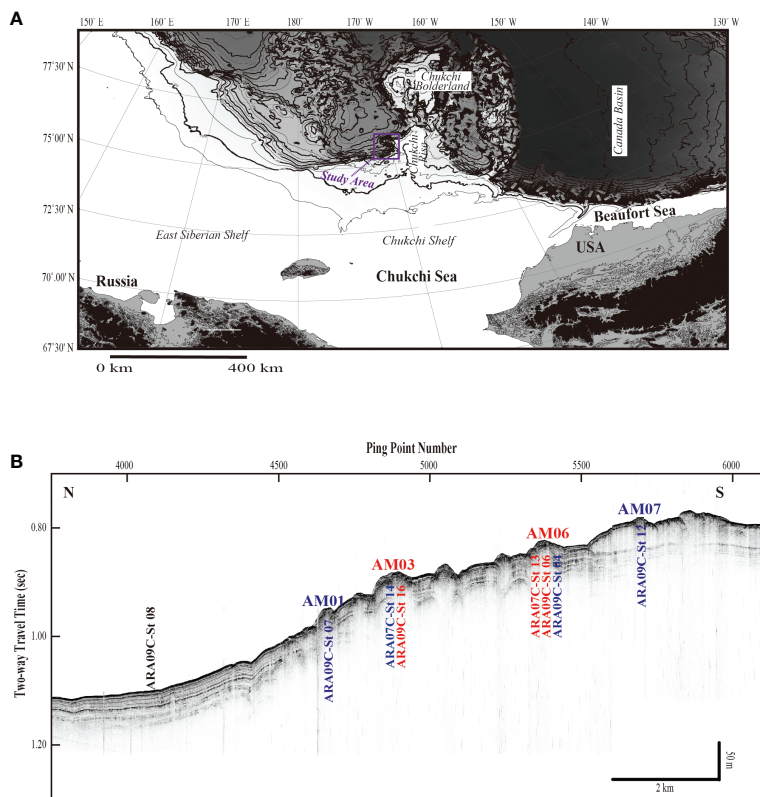 A
150˚ E
160˚ E
170˚ E
180˚
170˚ W
160˚ W
150˚ W
140˚ W
130˚ W
77˚30' N
75˚00' N
72˚30' N
70˚00' N
67˚30' N
Chukchi
Bolderland
Canada Basin
Chukchi
Rise
Study Area
Beaufort Sea
East Siberian Shelf
Chukchi Shelf
USA
Chukchi Sea
Russia
0 km
400 km
B
Ping Point Number
4000
4500
5000
5500
6000
N
S
Two-way Travel Time (sec)
0.80
1.00
1.20
AM07
AM06
AM03
AM01
ARA09C-St 08
ARA09C-St 07
ARA07C-St 14
ARA09C-St 16
ARA07C-St 13
ARA09C-St 06
ARA09C-St 04
ARA09C-St 12
50 m
2 km